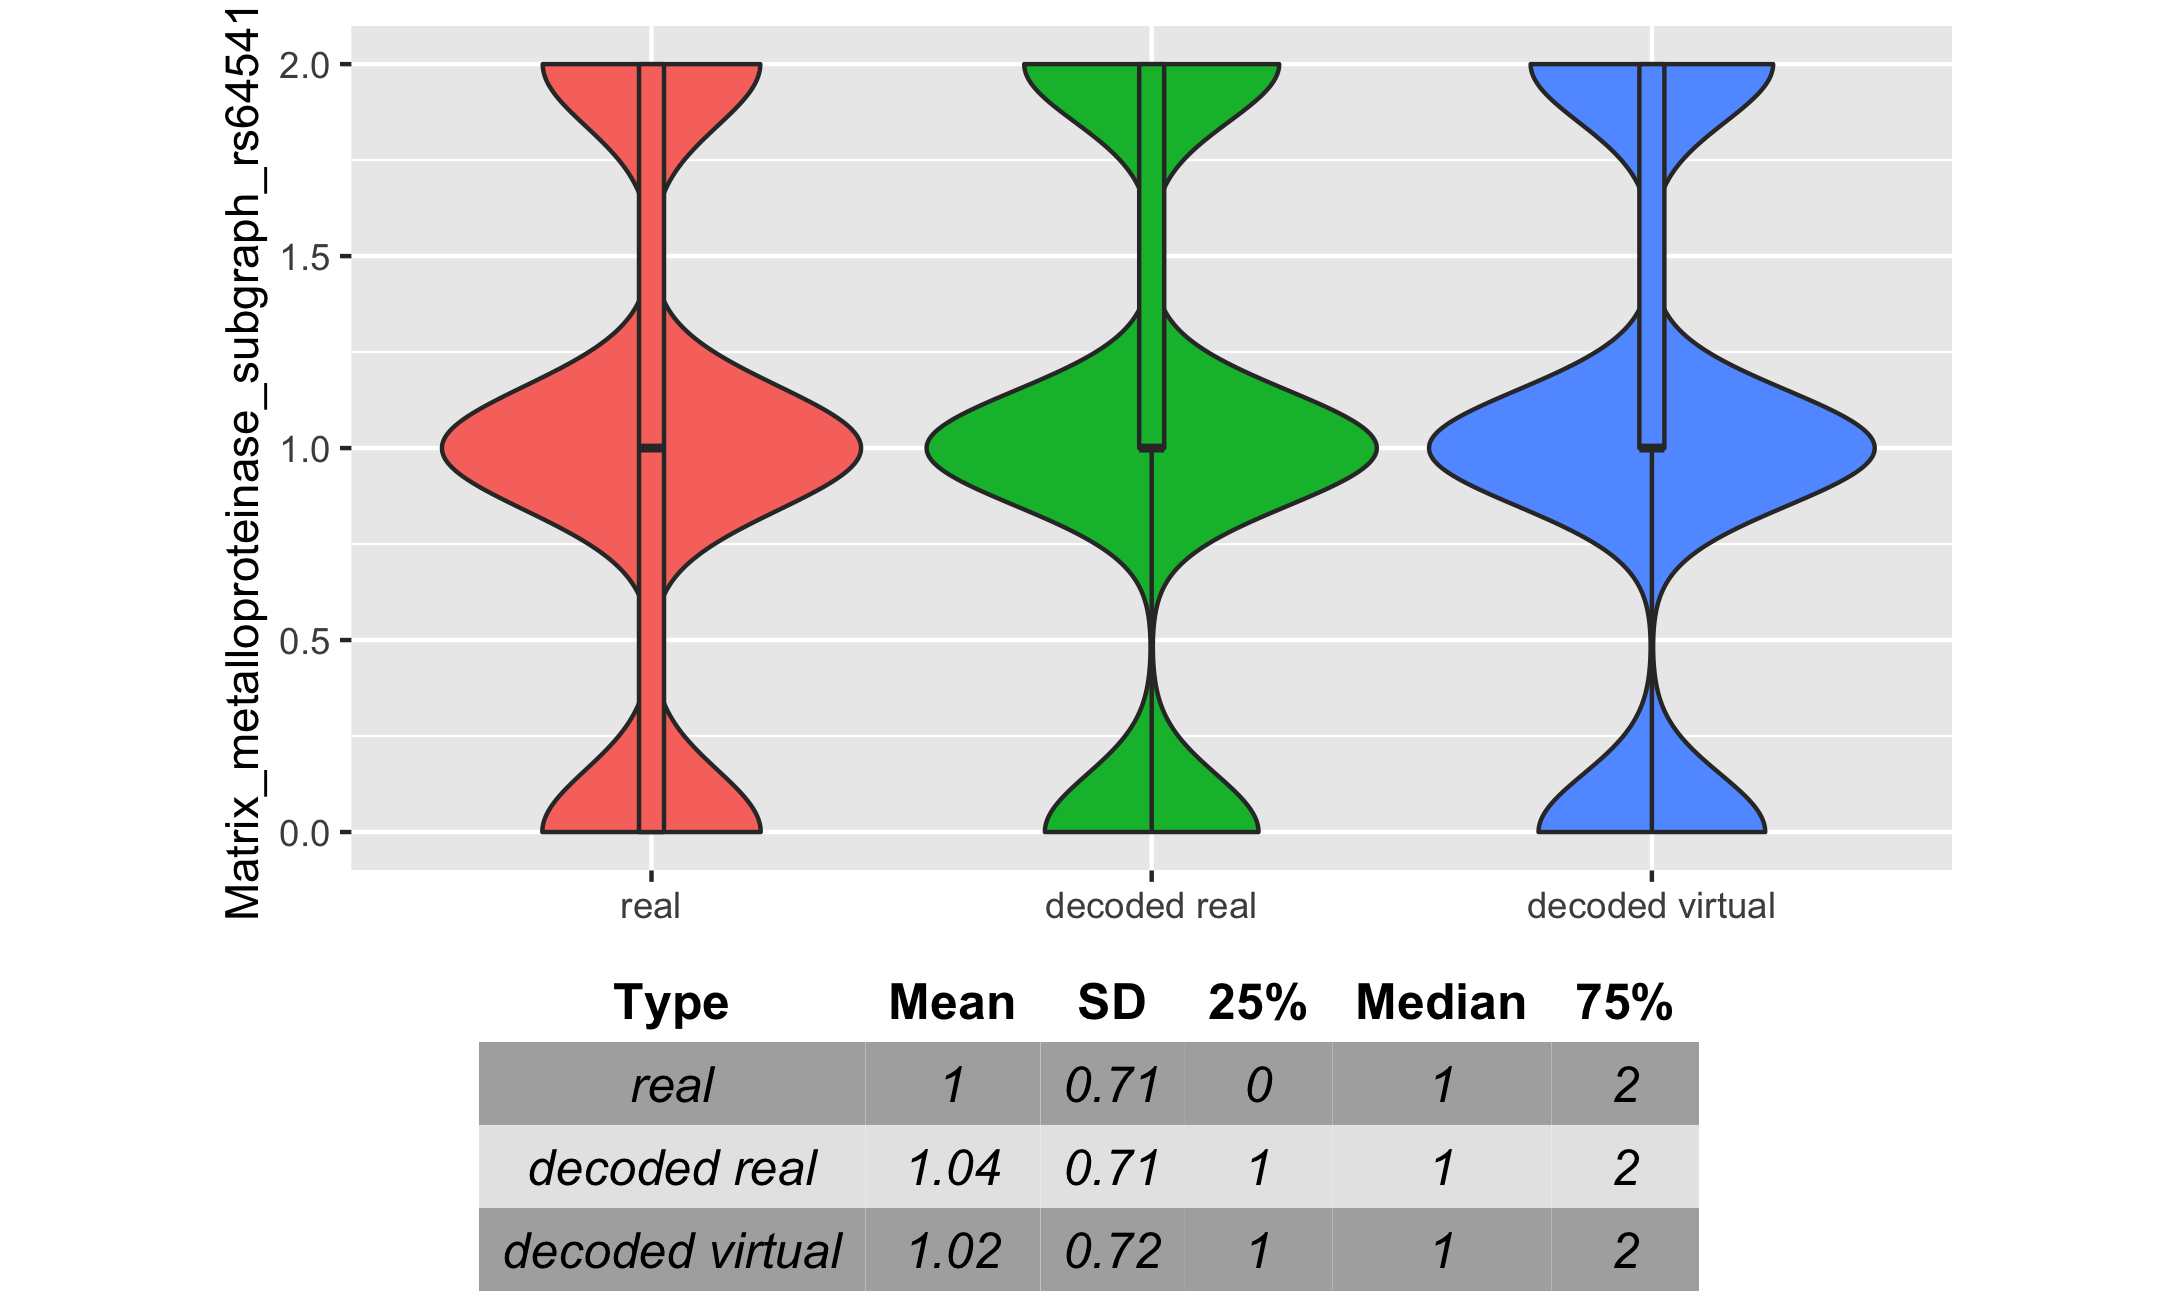 Matrix_metalloproteinase_subgraph_rs64541
2.0
1.5
1.0
0.5
0.0
real decoded real decoded virtual
Type Mean SD 25% Median 75%
real 1 0.71 0 1 2
decoded real 1.04 0.71 1 1 2
decoded virtual 1.02 0.72 1 1 2